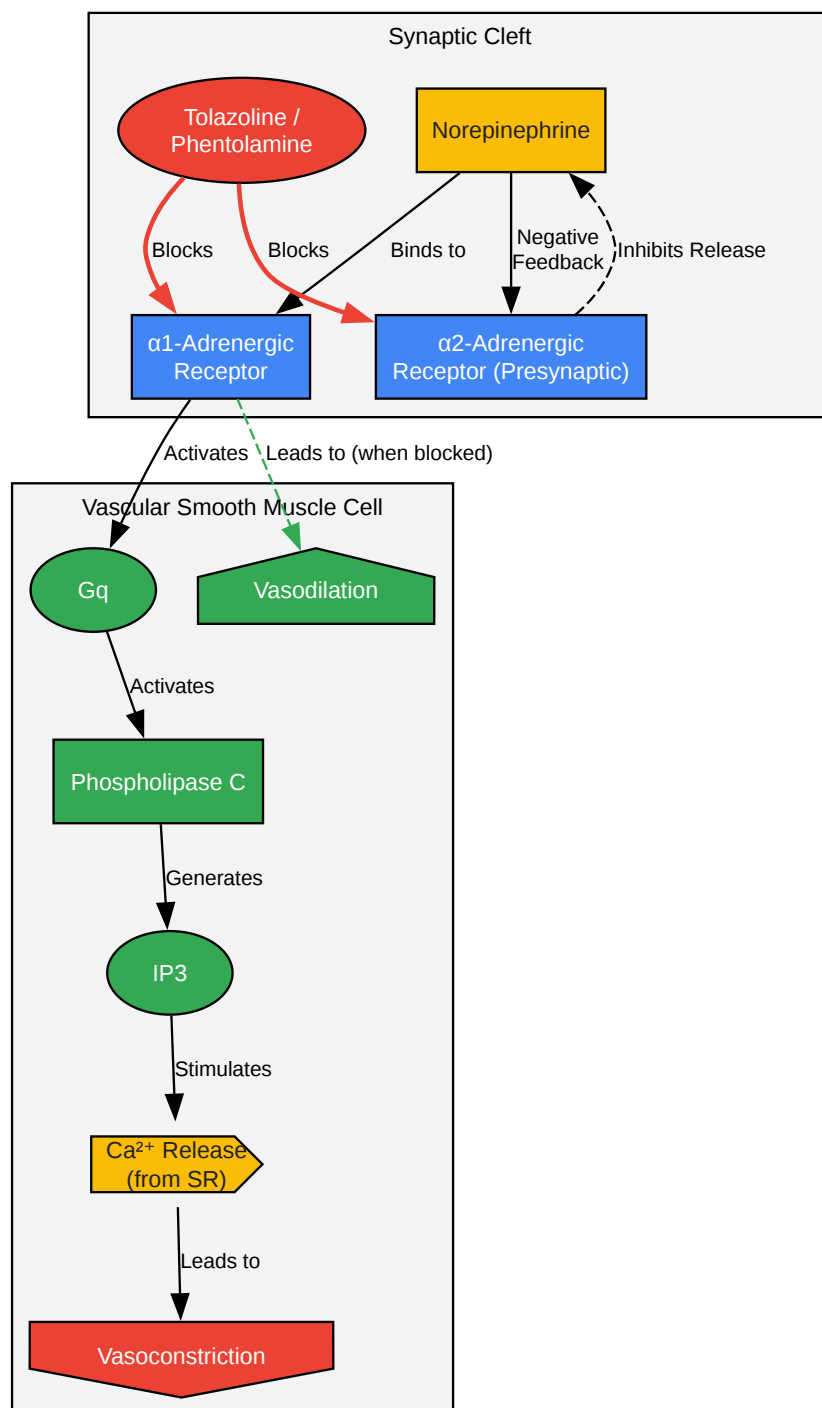 Synaptic Cleft
Tolazoline /
Phentolamine
Norepinephrine
Blocks
Blocks
Binds to
Negative
Feedback
Inhibits Release
α1-Adrenergic
Receptor
α2-Adrenergic
Receptor (Presynaptic)
Activates
Leads to (when blocked)
Vascular Smooth Muscle Cell
Gq
Vasodilation
Activates
Phospholipase C
Generates
IP3
Stimulates
Ca²⁺ Release
(from SR)
Leads to
Vasoconstriction